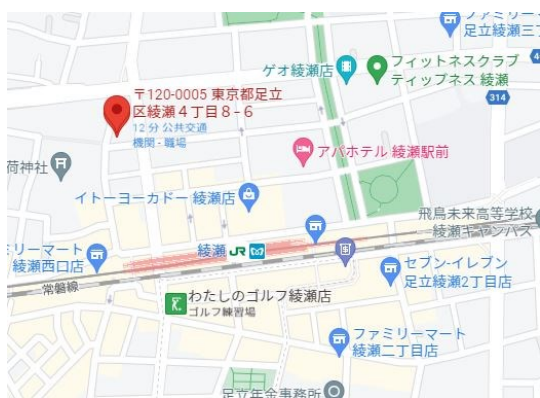 ファミリーマート
足立綾瀬三丁
ゲオ綾瀬店
フィットネスクラブ
ティップネス 綾瀬
314
〒120-0005 東京都足立
区綾瀬4丁目8-6
12 分 公共交通
機関 - 職場
アパホテル 綾瀬駅前
荷神社
イトーヨーカドー 綾瀬店
飛鳥未来高等学校
綾瀬キャンパス
ミリーマート
綾瀬西口店
綾瀬 JR
セブン-イレブン
足立綾瀬2丁目店
常磐線
わたしのゴルフ綾瀬店
ゴルフ練習場
ファミリーマート
綾瀬二丁目店
足立年金事務所